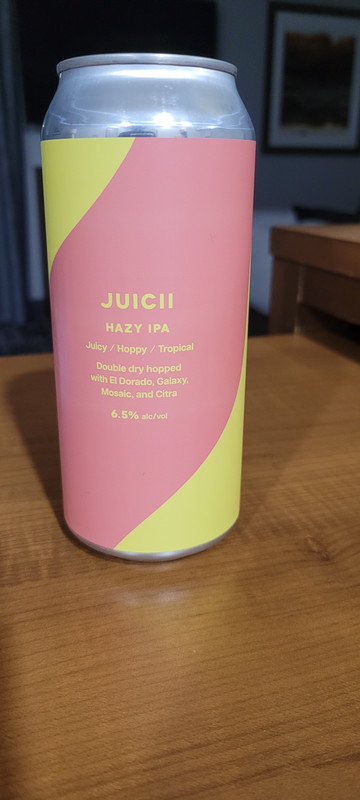 JUICII
HAZY IPA
Juicy / Hoppy / Tropical
Double dry hopped
with El Dorado, Galaxy,
Mosaic, and Citra
6.5% alc/vol